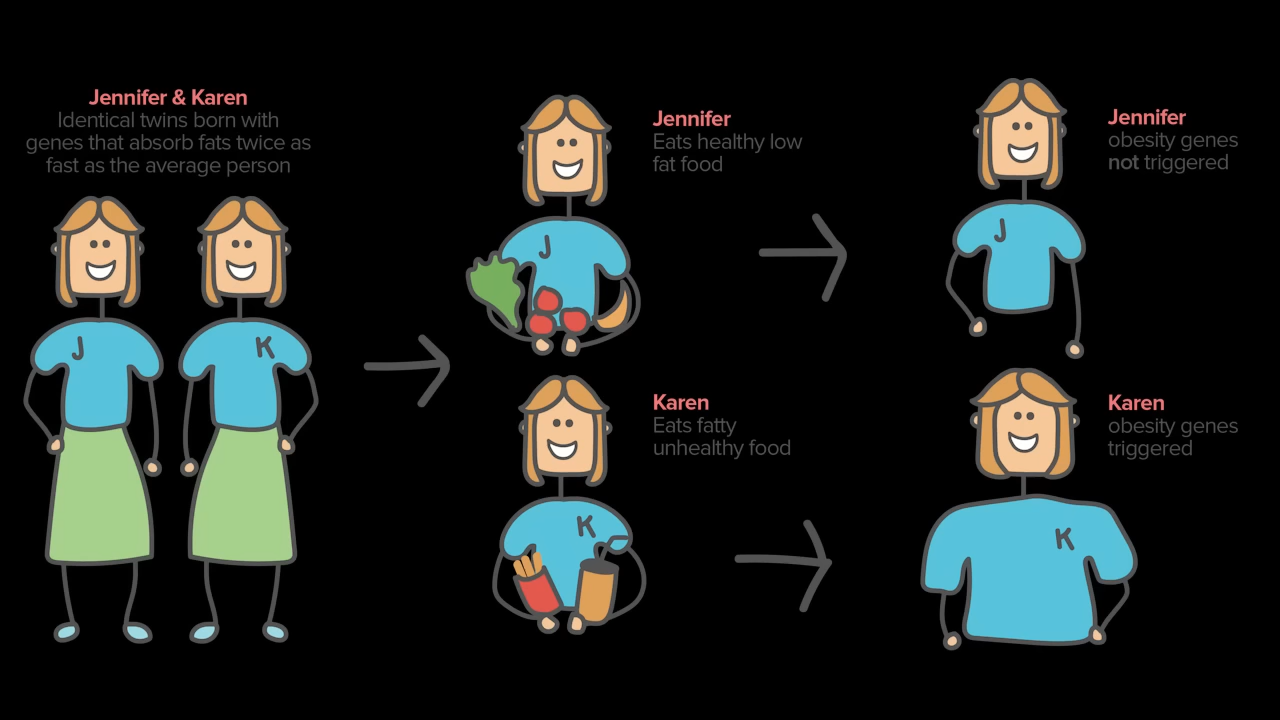 Jennifer & Karen
Identical twins born with
genes that absorb fats twice as
fast as the average person
J
K
Jennifer
Eats healthy low
fat food
J
Karen
Eats fatty
unhealthy food
K
Jennifer
obesity genes
not triggered
J
Karen
obesity genes
triggered
K